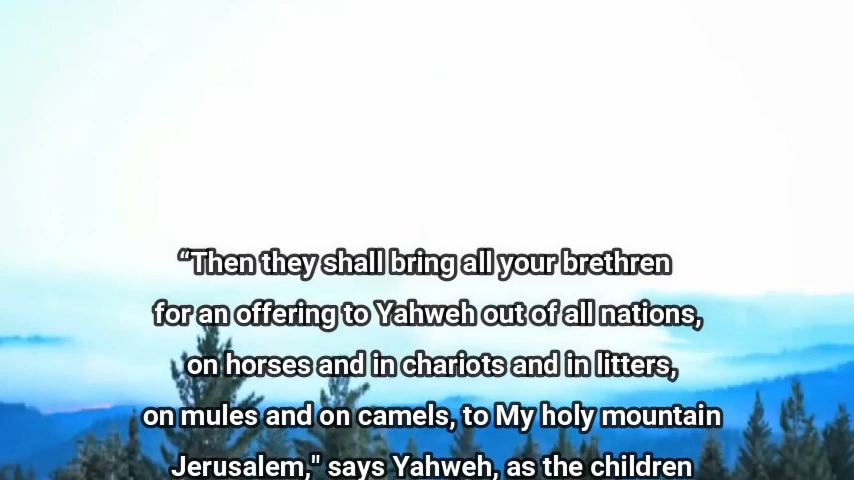 “Then they shall bring all your brethren
for an offering to Yahweh out of all nations,
on horses and in chariots and in litters,
on mules and on camels, to My holy mountain
Jerusalem," says Yahweh, as the children